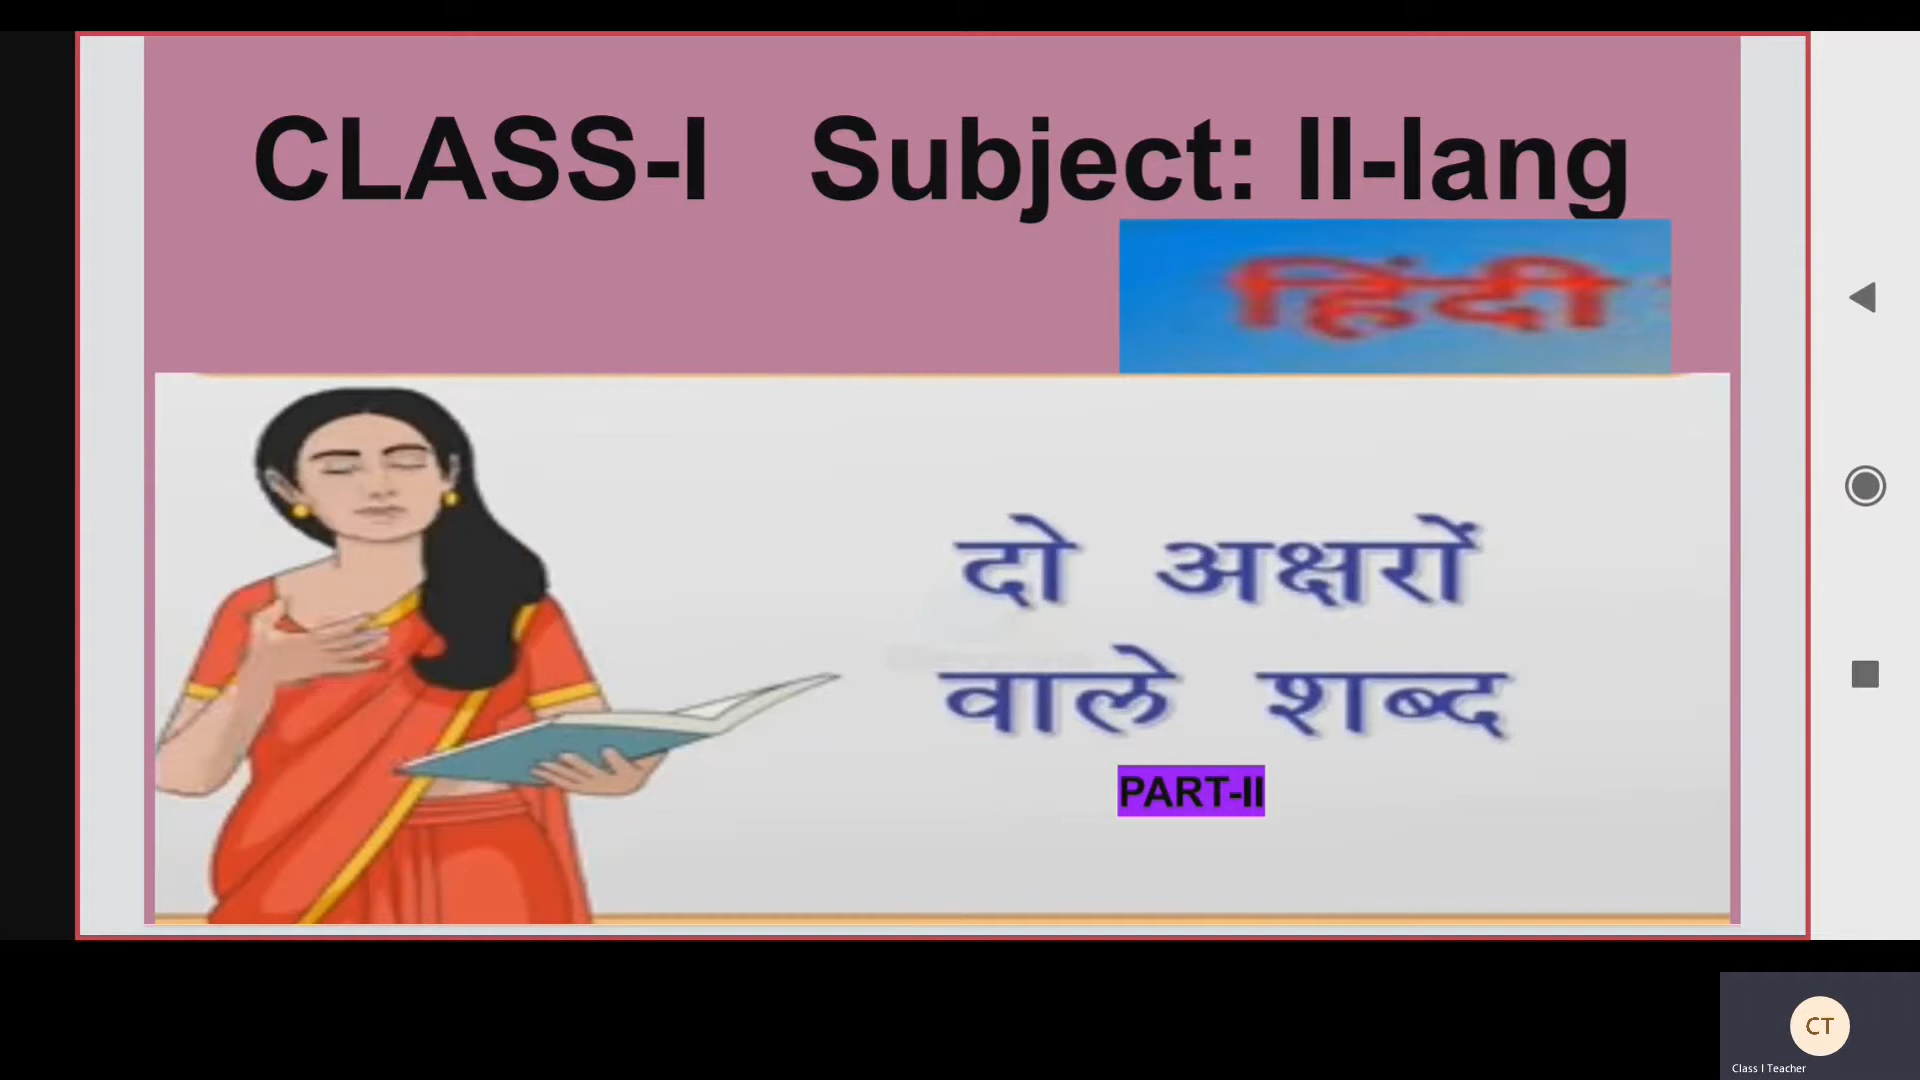 CLASS-I Subject: II-lang
हिंदी
दो अक्षरों
वाले शब्द
PART-II
CT
Class I Teacher